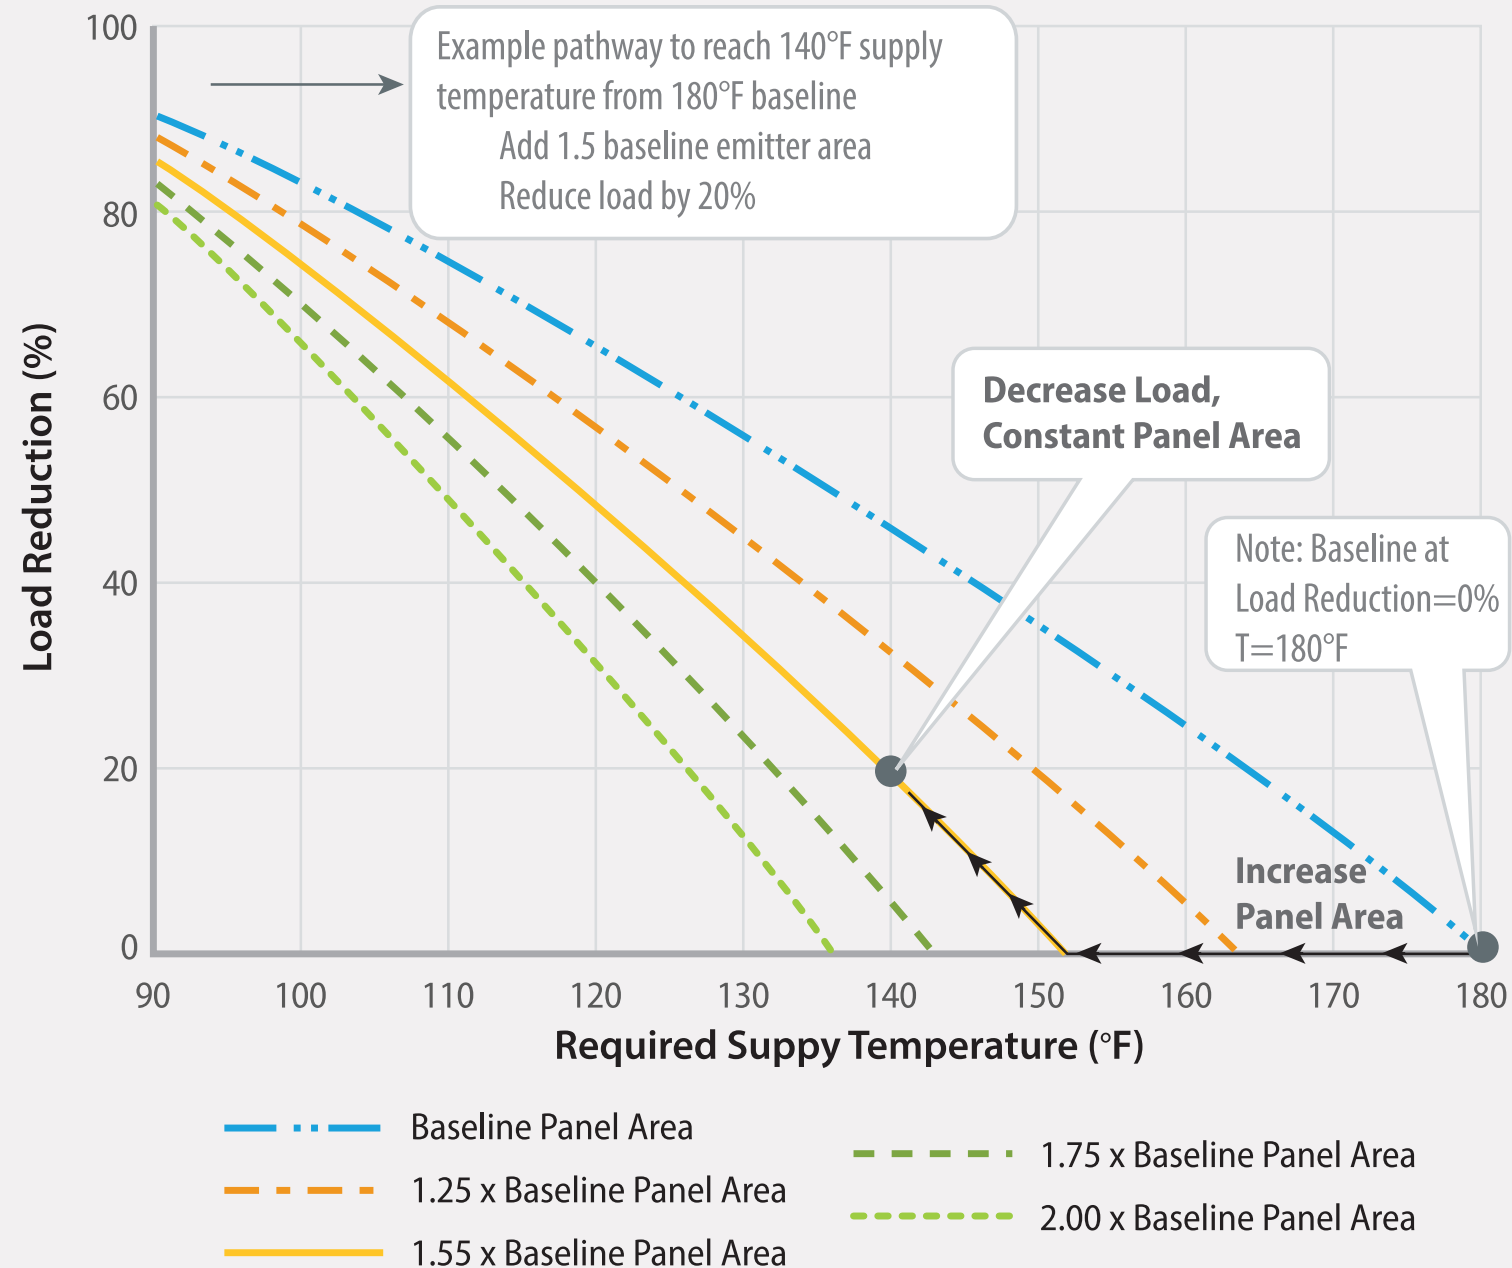 100
80
60
40
20
0
Load Reduction (%)
Example pathway to reach 140°F supply
temperature from 180°F baseline
Add 1.5 baseline emitter area
Reduce load by 20%
Decrease Load,
Constant Panel Area
Note: Baseline at
Load Reduction=0%
T=180°F
Increase
Panel Area
90 100 110 120 130 140 150 160 170 180
Required Suppy Temperature (°F)
Baseline Panel Area
1.25 x Baseline Panel Area
1.55 x Baseline Panel Area
1.75 x Baseline Panel Area
2.00 x Baseline Panel Area